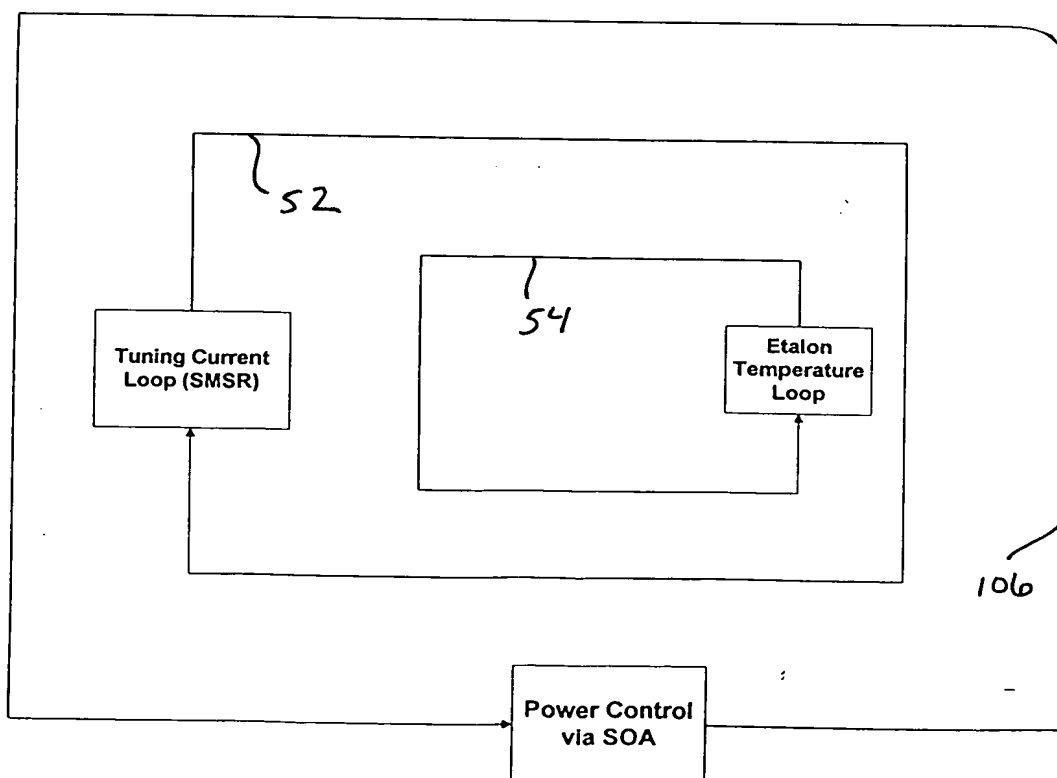 52
54
Tuning Current
Loop (SMSR)
Etalon
Temperature
Loop
106
Power Control
via SOA